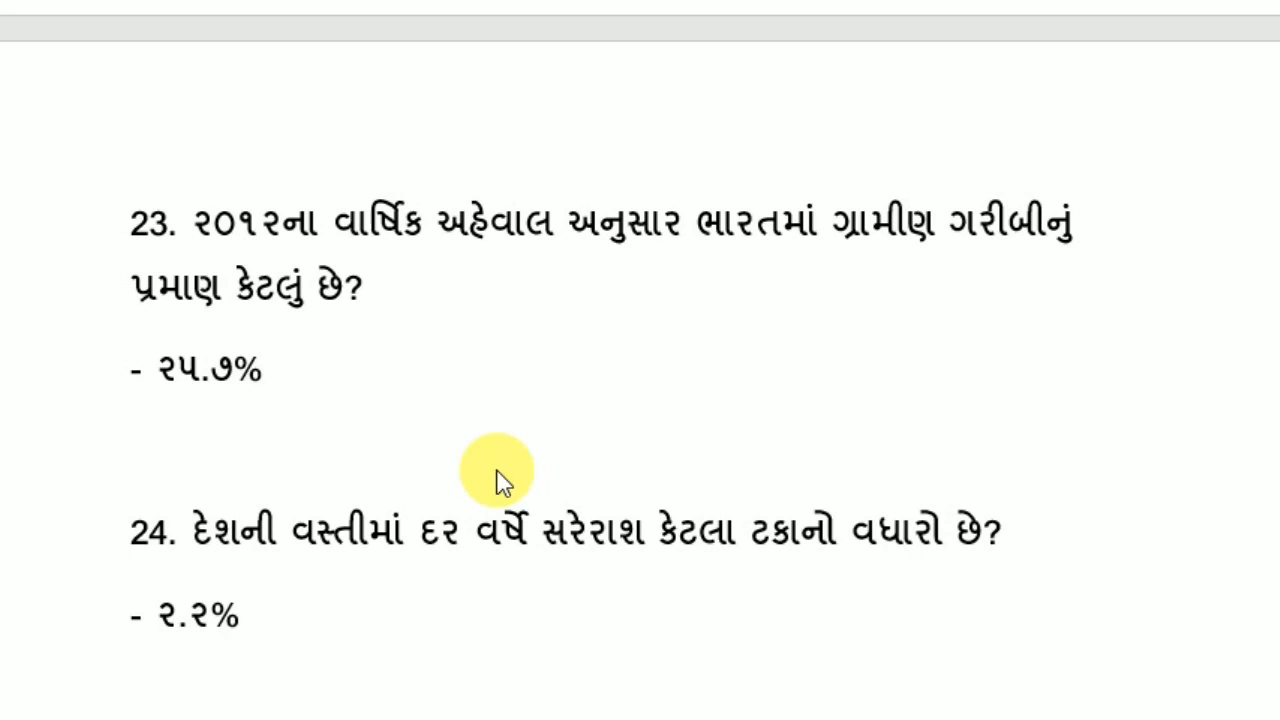 23. ૨૦૧૨ના વાર્ષિક અહેવાલ અનુસાર ભારતમાં ગ્રામીણ ગરીબીનું
પ્રમાણ કેટલું છે?
- ૨૫.૭%
24. દેશની વસ્તીમાં દર વર્ષે સરેરાશ કેટલા ટકાનો વધારો છે?
- ૨.૨%